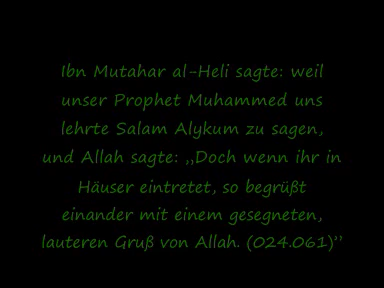 Ibn Mutahar al-Heli sagte: weil
unser Prophet Muhammed uns
lehrte Salam Alykum zu sagen,
und Allah sagte: „Doch wenn ihr in
Häuser eintretet, so begrüßt
einander mit einem gesegneten,
lauteren Gruß von Allah. (024.061)”